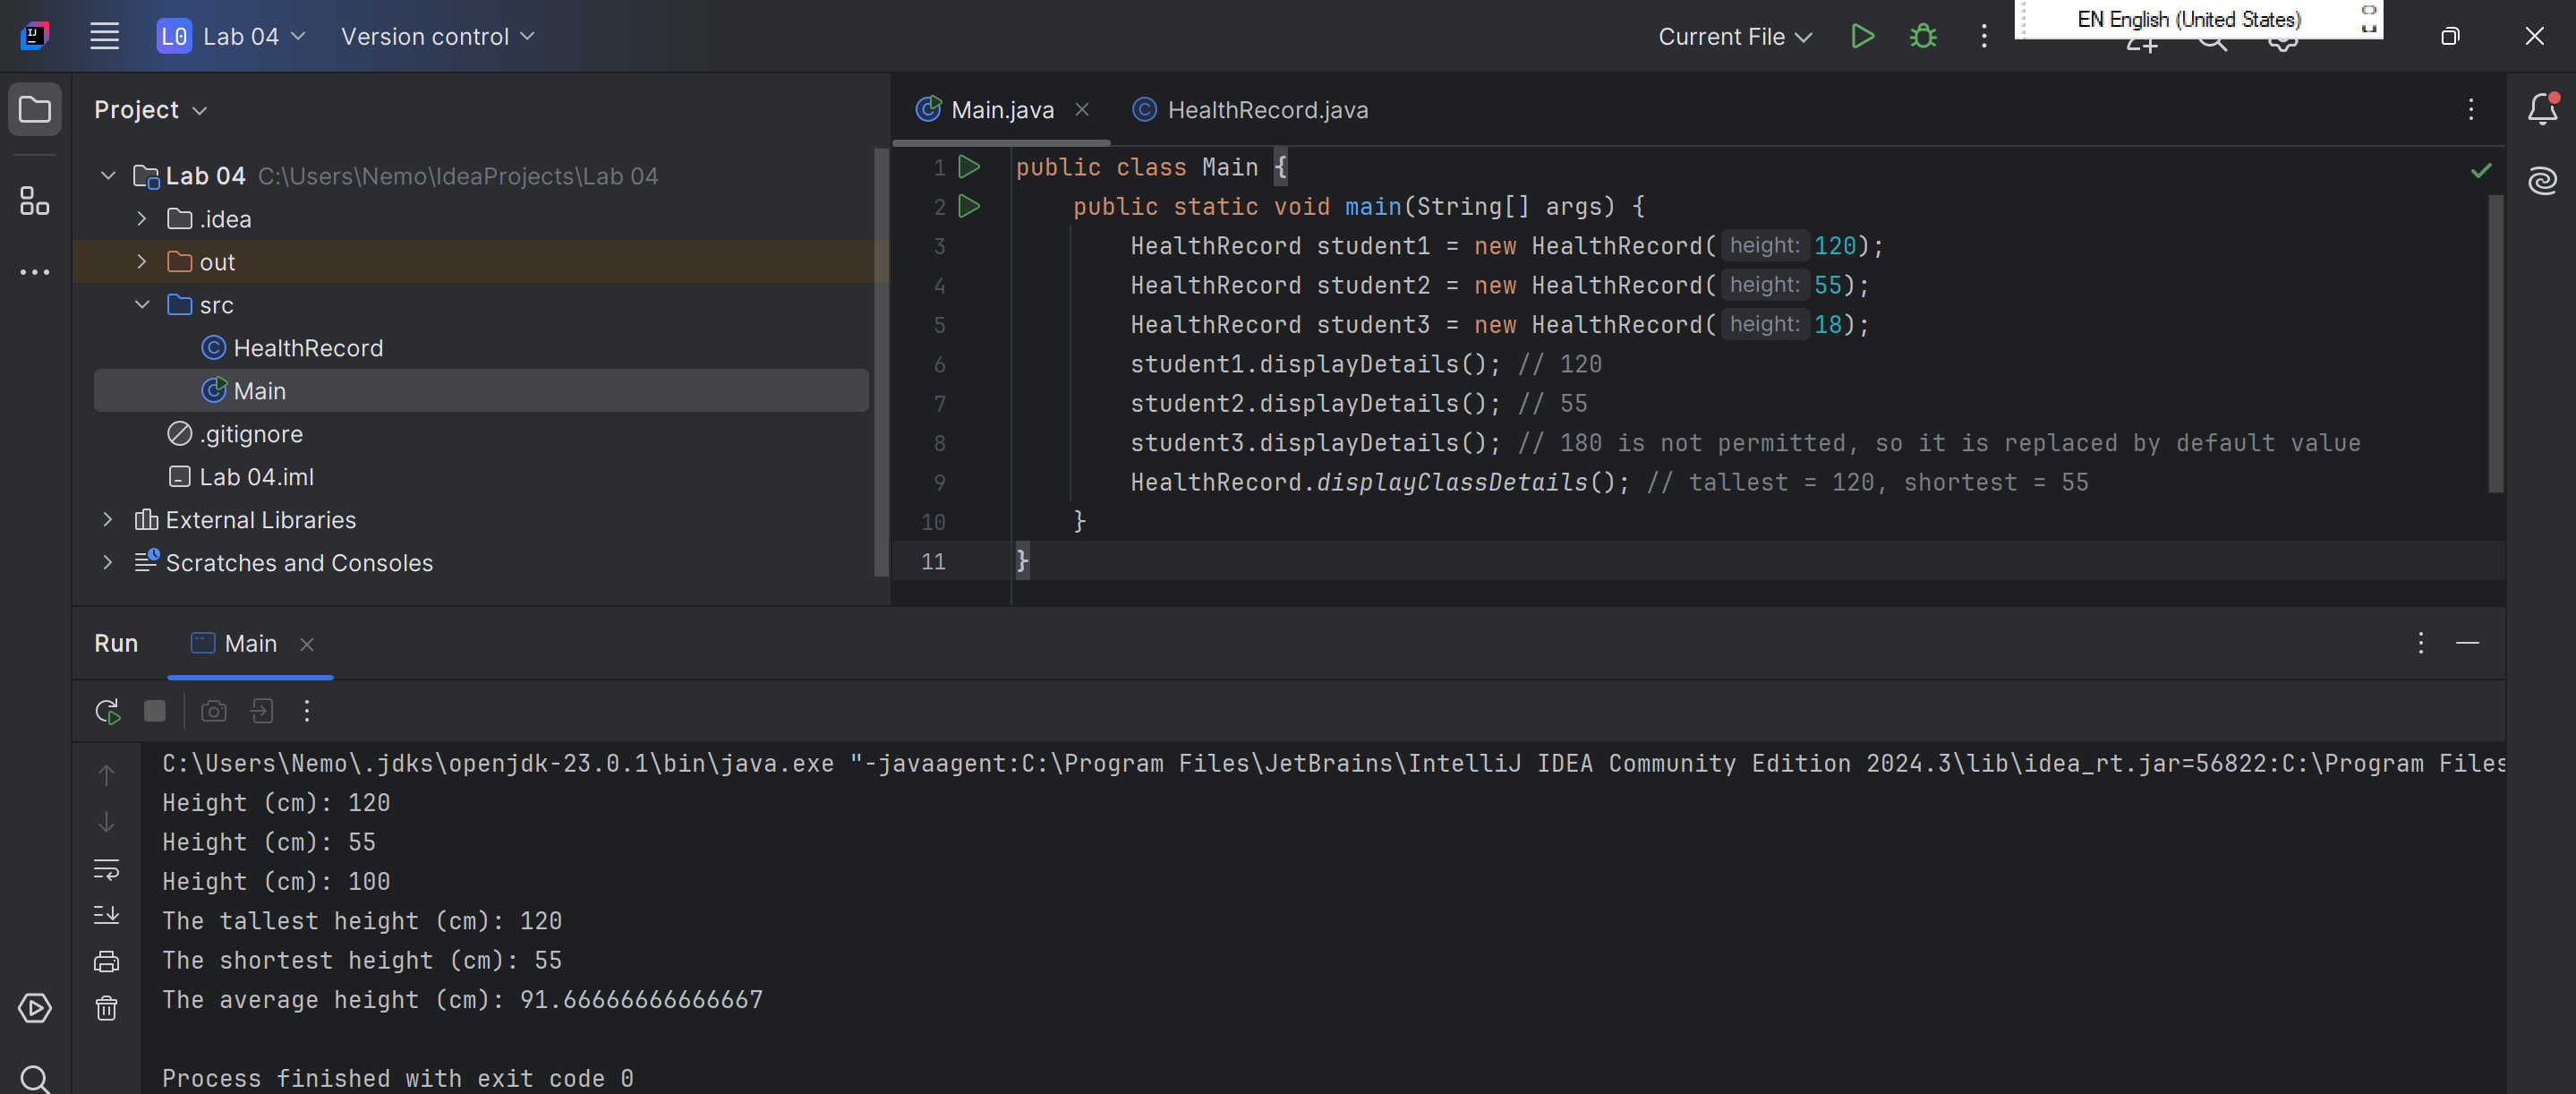 L0 Lab 04 Version control Current File EN English (United States)
Project
Lab 04 C:\Users\Nemo\IdeaProjects\Lab 04
.idea
out
src
HealthRecord
Main
.gitignore
Lab 04.iml
External Libraries
Scratches and Consoles
Main.java HealthRecord.java
1 public class Main {
2 public static void main(String[] args) {
3 HealthRecord student1 = new HealthRecord( height: 120);
4 HealthRecord student2 = new HealthRecord( height: 55);
5 HealthRecord student3 = new HealthRecord( height: 18);
6 student1.displayDetails(); // 120
7 student2.displayDetails(); // 55
8 student3.displayDetails(); // 180 is not permitted, so it is replaced by default value
9 HealthRecord.displayClassDetails(); // tallest = 120, shortest = 55
10 }
11 }
Run Main
C:\Users\Nemo\.jdks\openjdk-23.0.1\bin\java.exe "-javaagent:C:\Program Files\JetBrains\IntelliJ IDEA Community Edition 2024.3\lib\idea_rt.jar=56822:C:\Program Files
Height (cm): 120
Height (cm): 55
Height (cm): 100
The tallest height (cm): 120
The shortest height (cm): 55
The average height (cm): 91.66666666666667
Process finished with exit code 0